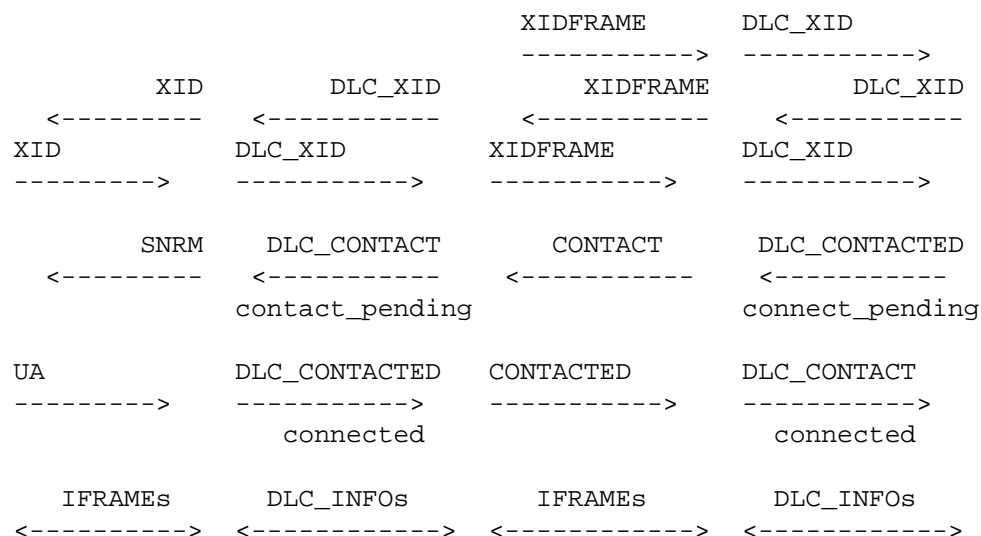 XIDFRAME DLC_XID
-----------> ----------->
XID DLC_XID XIDFRAME DLC_XID
<--------- <----------- <----------- <-----------
XID DLC_XID XIDFRAME DLC_XID
---------> -----------> -----------> ----------->
SNRM DLC_CONTACT CONTACT DLC_CONTACTED
<--------- <----------- <----------- <-----------
contact_pending connect_pending
UA DLC_CONTACTED CONTACTED DLC_CONTACT
---------> -----------> -----------> ----------->
connected connected
IFRAMEs DLC_INFOs IFRAMEs DLC_INFOs
<----------> <------------> <------------> <------------>